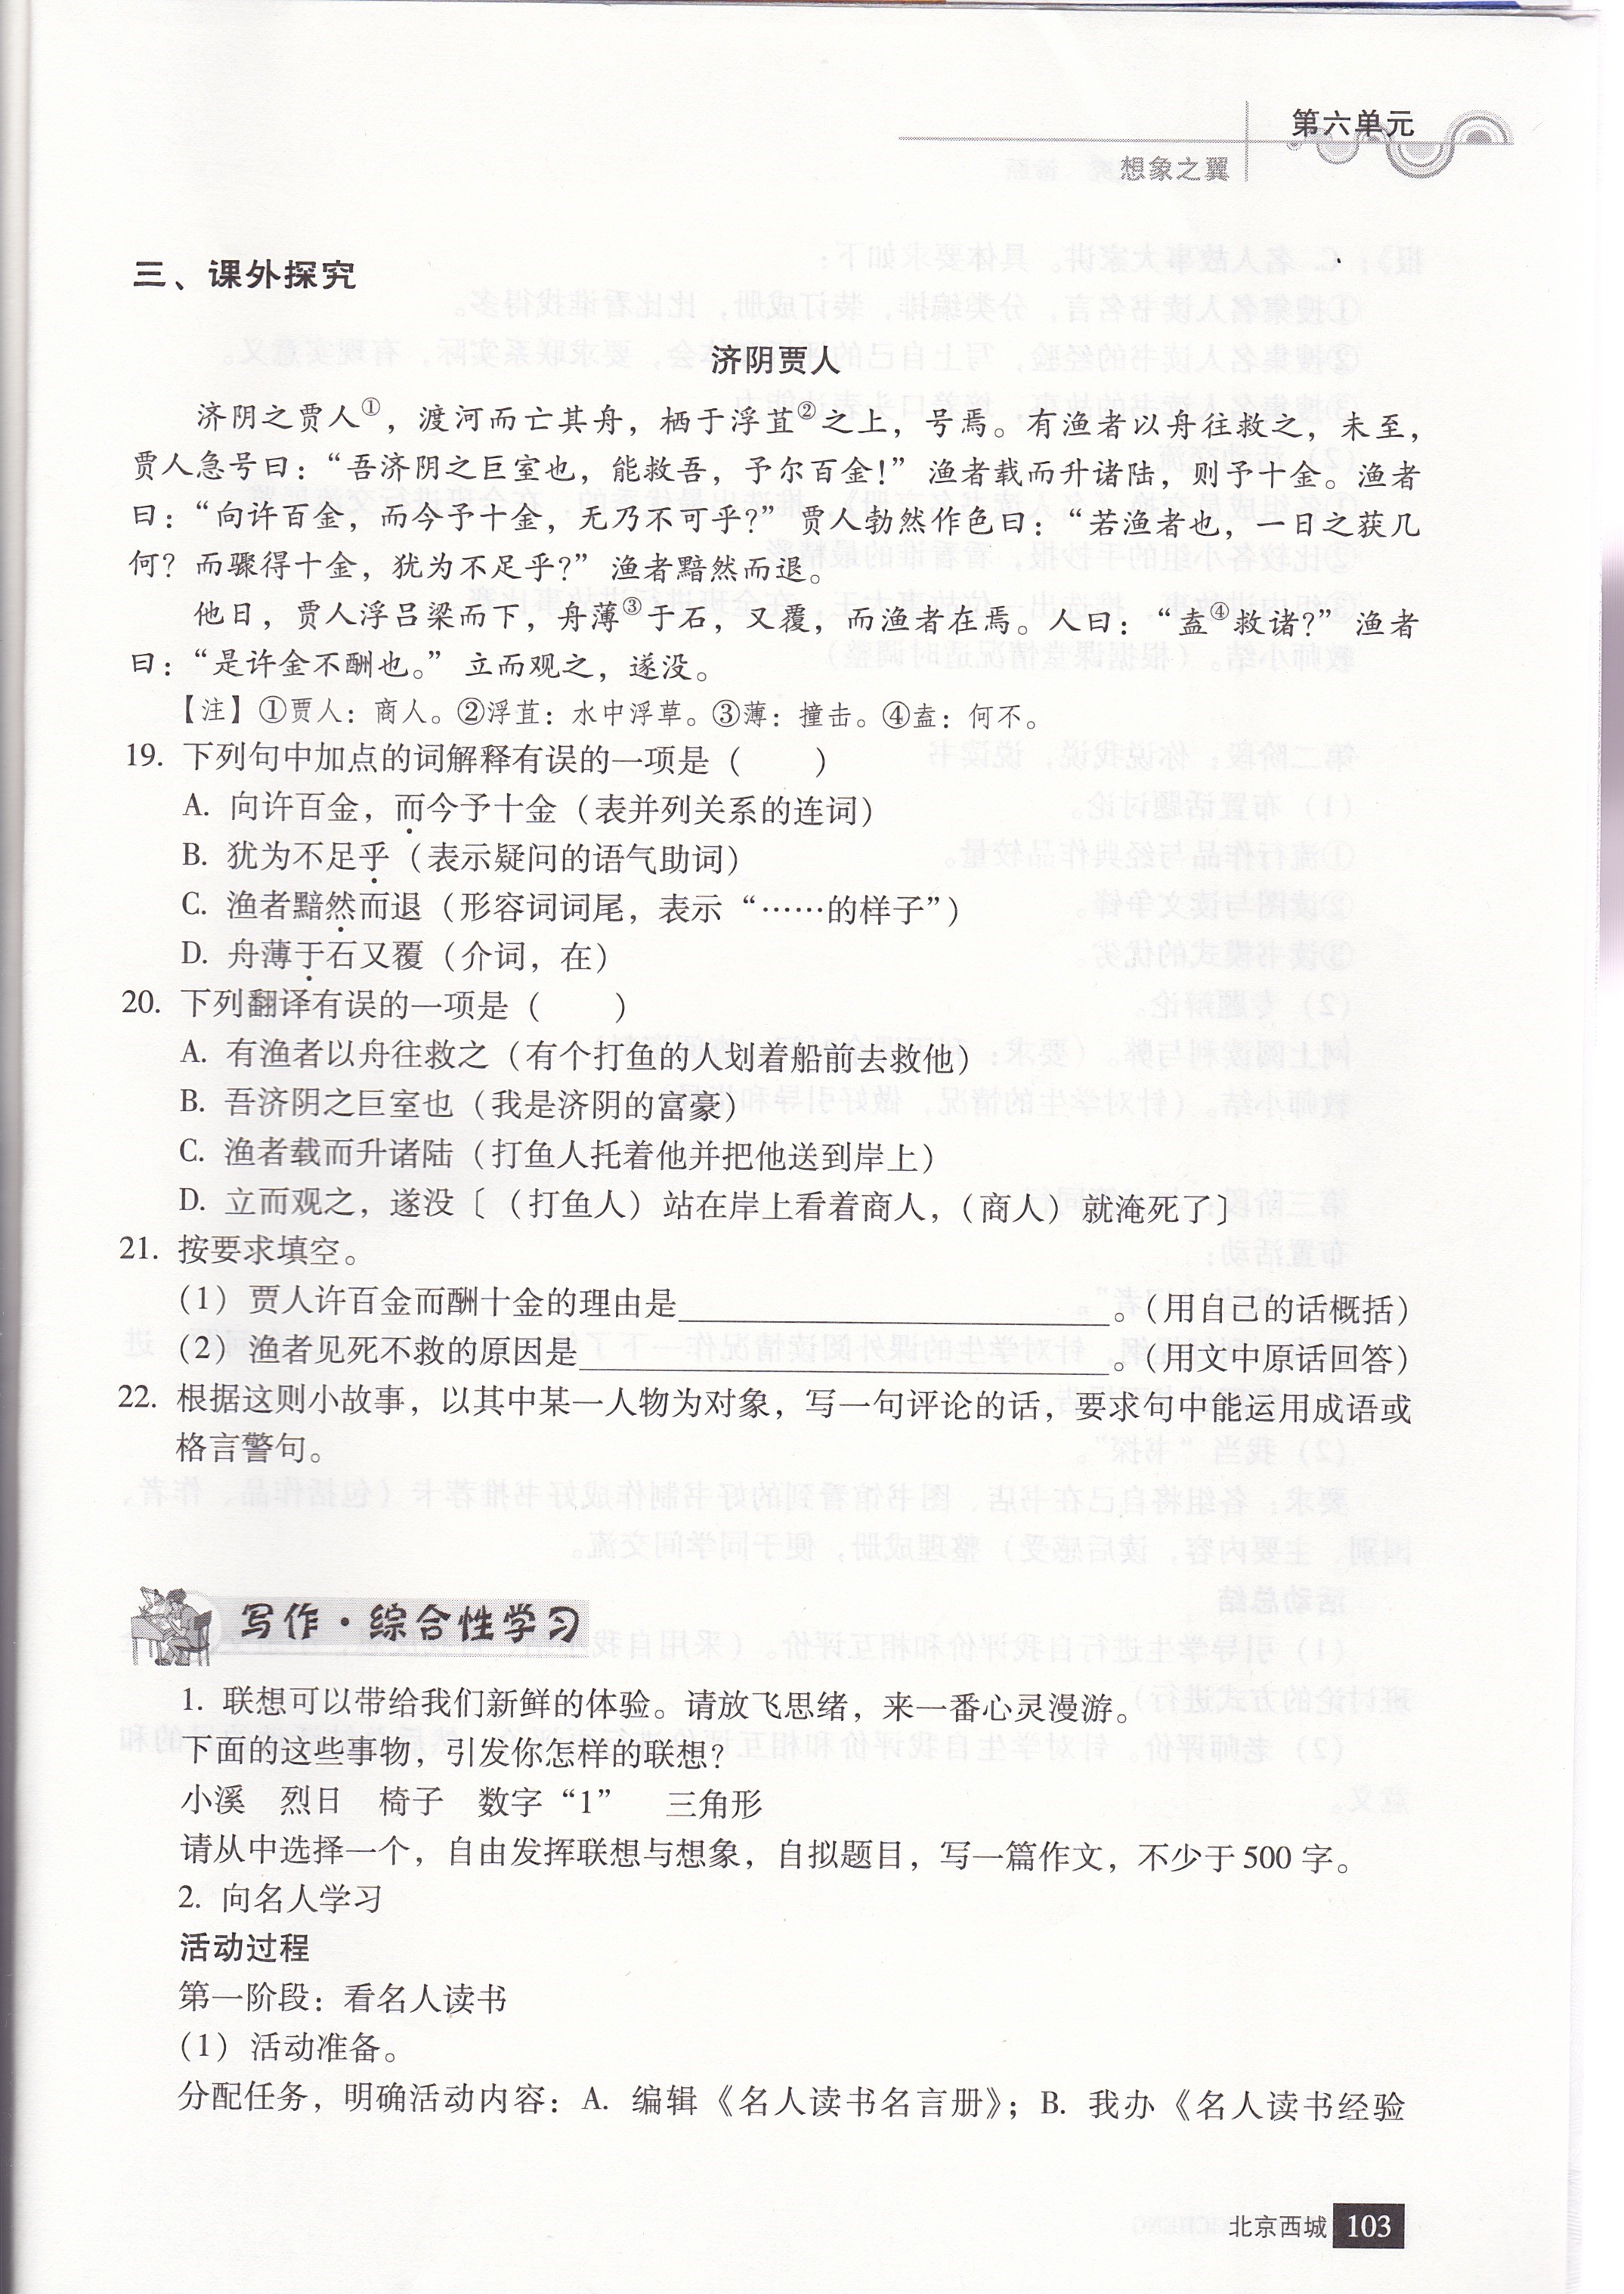 第六单元
想象之翼
三、课外探究
济阴贾人
济阴之贾人①，渡河而亡其舟，栖于浮苴②之上，号焉。有渔者以舟往救之，未至，
贾人急号曰：“吾济阴之巨室也，能救吾，予尔百金！”渔者载而升诸陆，则予十金。渔者
曰：“向许百金，而今予十金，无乃不可乎？”贾人勃然作色曰：“若渔者也，一日之获几
何？而骤得十金，犹为不足乎？”渔者黯然而退。
他日，贾人浮吕梁而下，舟薄③于石，又覆，而渔者在焉。人曰：“盍④救诸？”渔者
曰：“是许金不酬也。”立而观之，遂没。
【注】①贾人：商人。②浮苴：水中浮草。③薄：撞击。④盍：何不。
19. 下列句中加点的词解释有误的一项是（　　）
A. 向许百金，而今予十金（表并列关系的连词）
B. 犹为不足乎（表示疑问的语气助词）
C. 渔者黯然而退（形容词词尾，表示“……的样子”）
D. 舟薄于石又覆（介词，在）
20. 下列翻译有误的一项是（　　）
A. 有渔者以舟往救之（有个打鱼的人划着船前去救他）
B. 吾济阴之巨室也（我是济阴的富豪）
C. 渔者载而升诸陆（打鱼人托着他并把他送到岸上）
D. 立而观之，遂没〔（打鱼人）站在岸上看着商人，（商人）就淹死了〕
21. 按要求填空。
（1）贾人许百金而酬十金的理由是____________。（用自己的话概括）
（2）渔者见死不救的原因是____________。（用文中原话回答）
22. 根据这则小故事，以其中某一人物为对象，写一句评论的话，要求句中能运用成语或
格言警句。
写作·综合性学习
1. 联想可以带给我们新鲜的体验。请放飞思绪，来一番心灵漫游。
下面的这些事物，引发你怎样的联想？
小溪　烈日　椅子　数字“1”　三角形
请从中选择一个，自由发挥联想与想象，自拟题目，写一篇作文，不少于500字。
2. 向名人学习
活动过程
第一阶段：看名人读书
（1）活动准备。
分配任务，明确活动内容：A. 编辑《名人读书名言册》；B. 我办《名人读书经验
北京西城 103